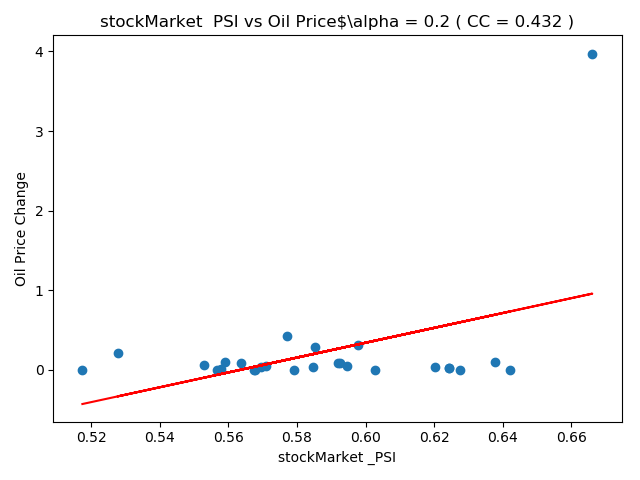 stockMarket  PSI vs Oil Price$\alpha = 0.2 ( CC = 0.432 )
4
3
2
1
0
Oil Price Change
0.52 0.54 0.56 0.58 0.60 0.62 0.64 0.66
stockMarket _PSI